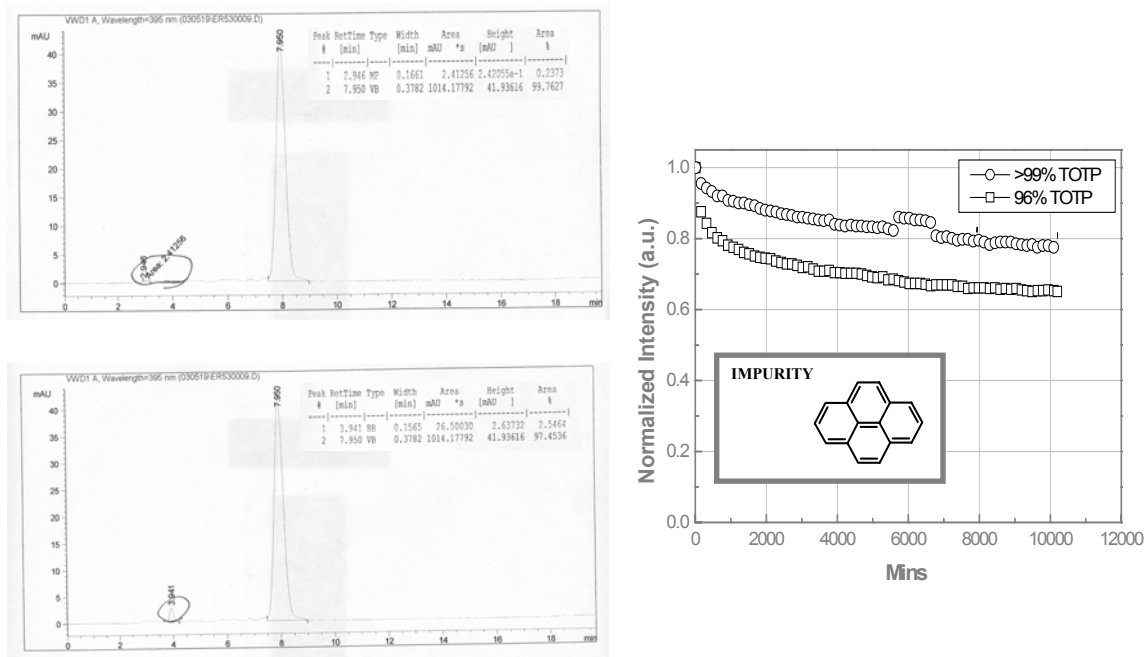 VWD1 A, Wavelength=395 nm (030519\ER530009.D)
mAU
7.950
Peak RetTime Type Width Area Height Area
# [min] [min] mAU *s [mAU ] %
1 2.946 MP 0.1661 2.41256 2.42055e-1 0.2373
2 7.950 VB 0.3782 1014.17792 41.93616 99.7627
40
35
30
25
20
15
10
5
0
2.946
Area: 2.41256
0 2 4 6 8 10 12 14 16 18 min
VWD1 A, Wavelength=395 nm (030519\ER530009.D)
mAU
7.950
Peak RetTime Type Width Area Height Area
# [min] [min] mAU *s [mAU ] %
1 3.941 BB 0.1565 26.50030 2.63732 2.5464
2 7.950 VB 0.3782 1014.17792 41.93616 97.4536
40
35
30
25
20
15
10
5
0
3.941
0 2 4 6 8 10 12 14 16 18 min
Normalized Intensity (a.u.)
1.0
0.8
0.6
0.4
0.2
0.0
>99% TOTP
96% TOTP
IMPURITY
0 2000 4000 6000 8000 10000 12000
Mins